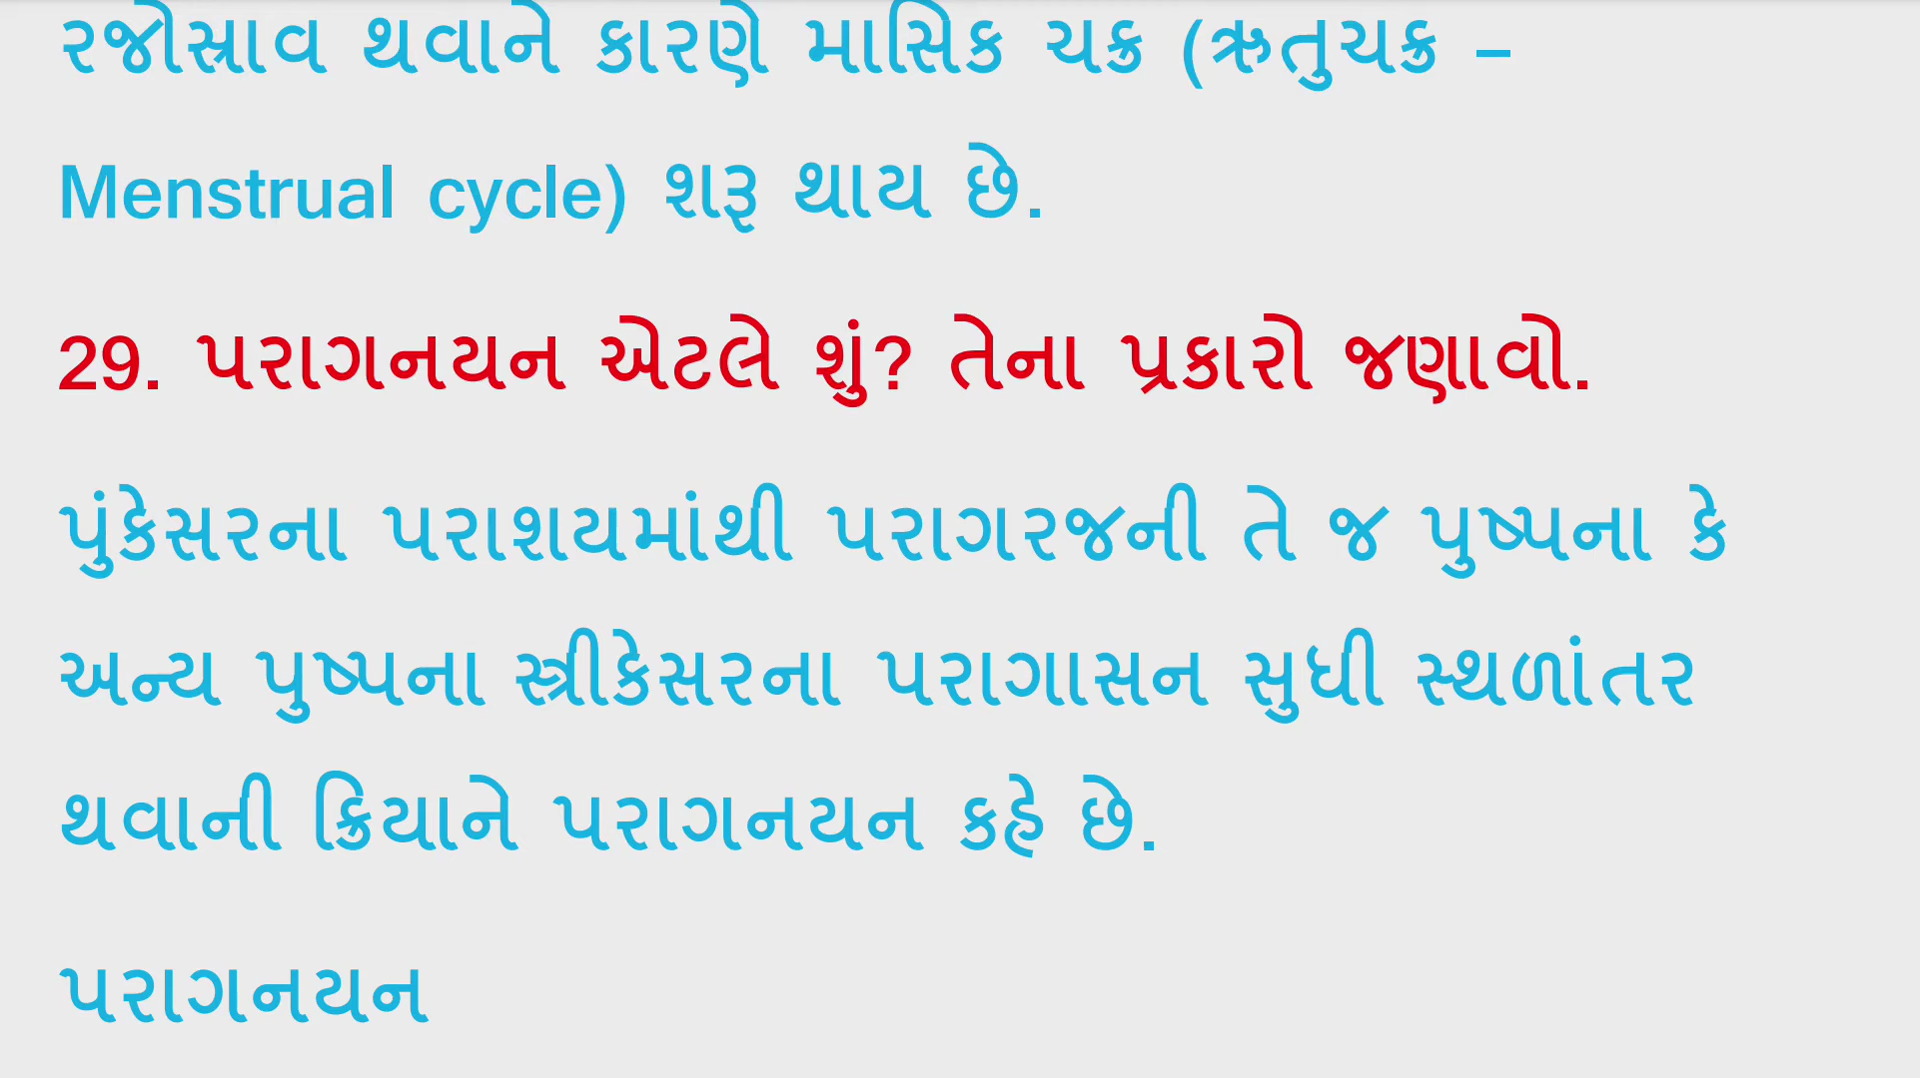 રજોસ્રાવ થવાને કારણે માસિક ચક્ર (ઋતુચક્ર –
Menstrual cycle) શરૂ થાય છે.
29. પરાગનયન એટલે શું? તેના પ્રકારો જણાવો.
પુંકેસરના પરાશયમાંથી પરાગરજની તે જ પુષ્પના કે
અન્ય પુષ્પના સ્ત્રીકેસરના પરાગાસન સુધી સ્થળાંતર
થવાની ક્રિયાને પરાગનયન કહે છે.
પરાગનયન